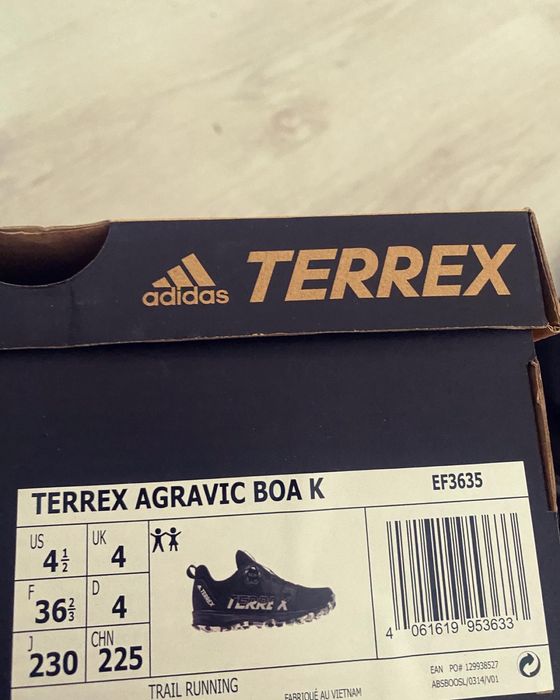 adidas TERREX
TERREX AGRAVIC BOA K EF3635
US 4½ UK 4
F 36⅔ D 4
J 230 CHN 225
TERREX
4 061619 953633
EAN PO# 129938527
ABSBOOSL/0314/V01
TRAIL RUNNING
FABRIQUÉ AU VIETNAM